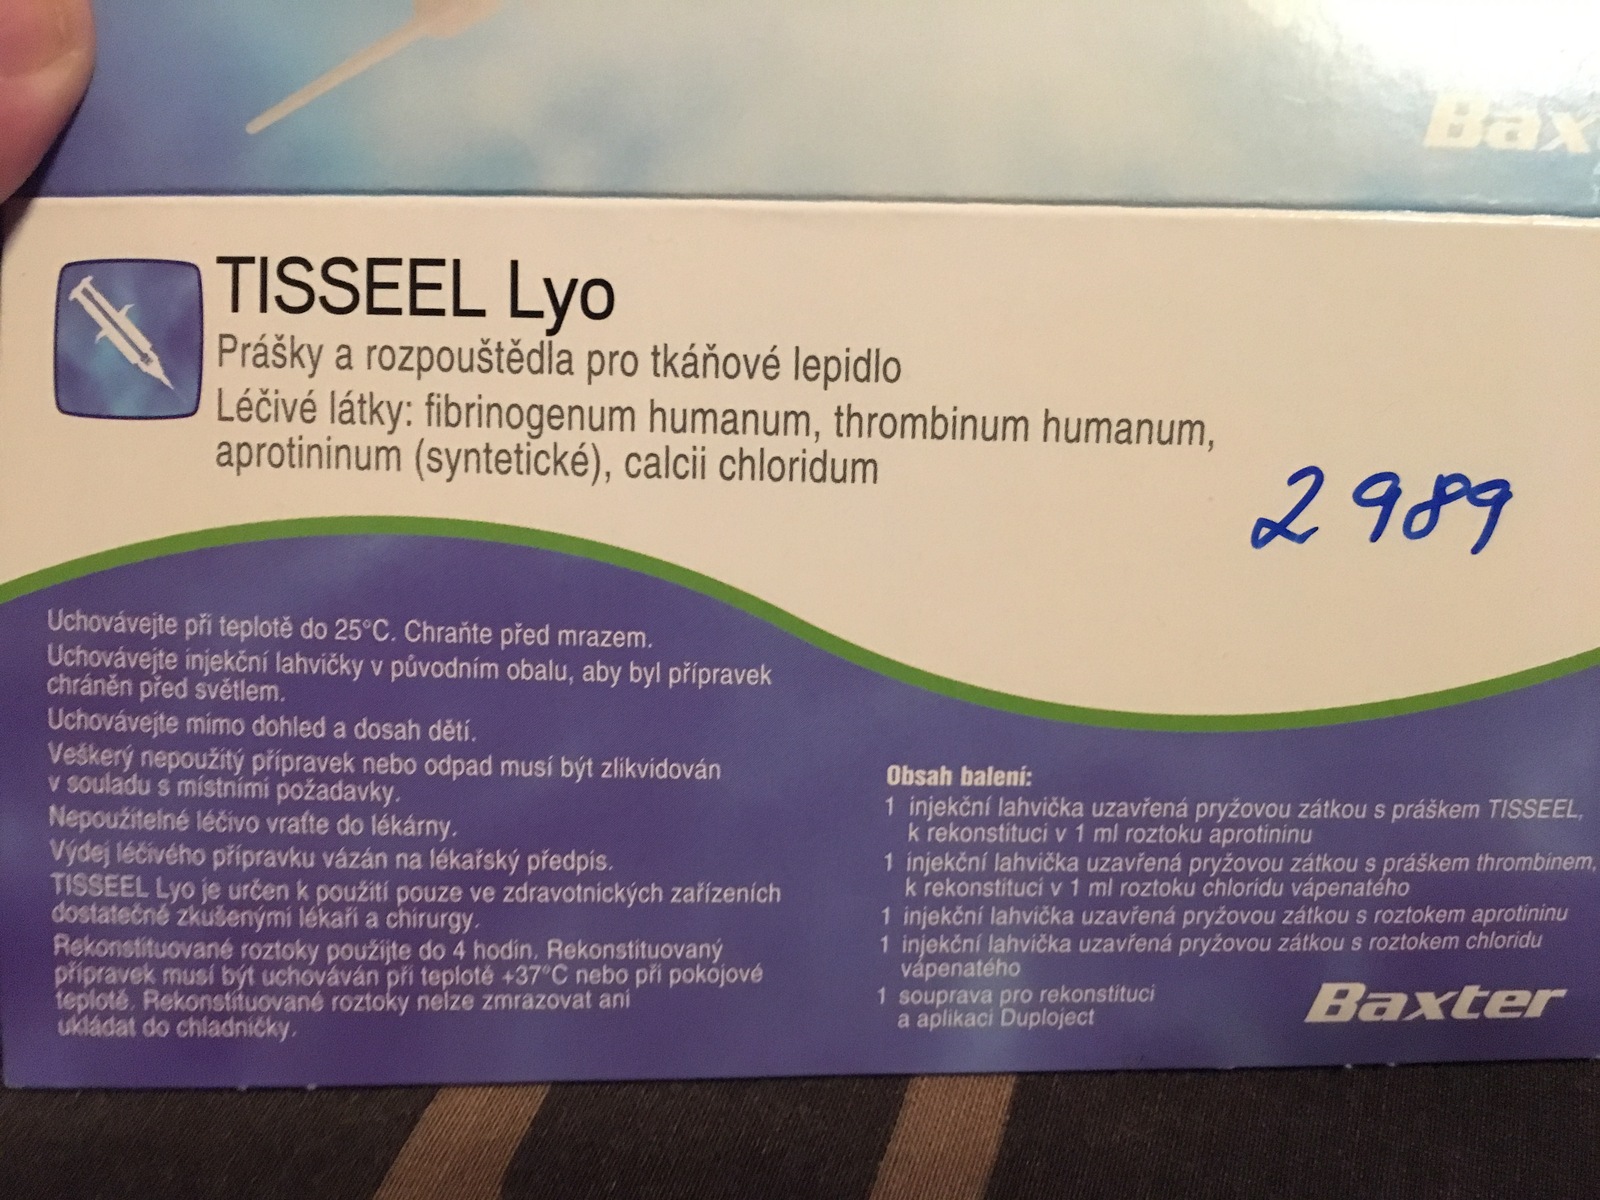 Bax
TISSEEL Lyo
Prášky a rozpouštědla pro tkáňové lepidlo
Léčivé látky: fibrinogenum humanum, thrombinum humanum,
aprotininum (syntetické), calcii chloridum
2 989
Uchovávejte při teplotě do 25°C. Chraňte před mrazem.
Uchovávejte injekční lahvičky v původním obalu, aby byl přípravek
chráněn před světlem.
Uchovávejte mimo dohled a dosah dětí.
Veškerý nepoužitý přípravek nebo odpad musí být zlikvidován
v souladu s místními požadavky.
Nepoužitelné léčivo vraťte do lékárny.
Výdej léčivého přípravku vázán na lékařský předpis.
TISSEEL Lyo je určen k použití pouze ve zdravotnických zařízeních
dostatečně zkušenými lékaři a chirurgy.
Rekonstituované roztoky použijte do 4 hodin. Rekonstituovaný
přípravek musí být uchováván při teplotě +37°C nebo při pokojové
teplotě. Rekonstituované roztoky nelze zmrazovat ani
ukládat do chladničky.
Obsah balení:
1 injekční lahvička uzavřená pryžovou zátkou s práškem TISSEEL,
k rekonstituci v 1 ml roztoku aprotininu
1 injekční lahvička uzavřená pryžovou zátkou s práškem thrombinem,
k rekonstituci v 1 ml roztoku chloridu vápenatého
1 injekční lahvička uzavřená pryžovou zátkou s roztokem aprotininu
1 injekční lahvička uzavřená pryžovou zátkou s roztokem chloridu
vápenatého
1 souprava pro rekonstituci
a aplikaci Duploject
Baxter